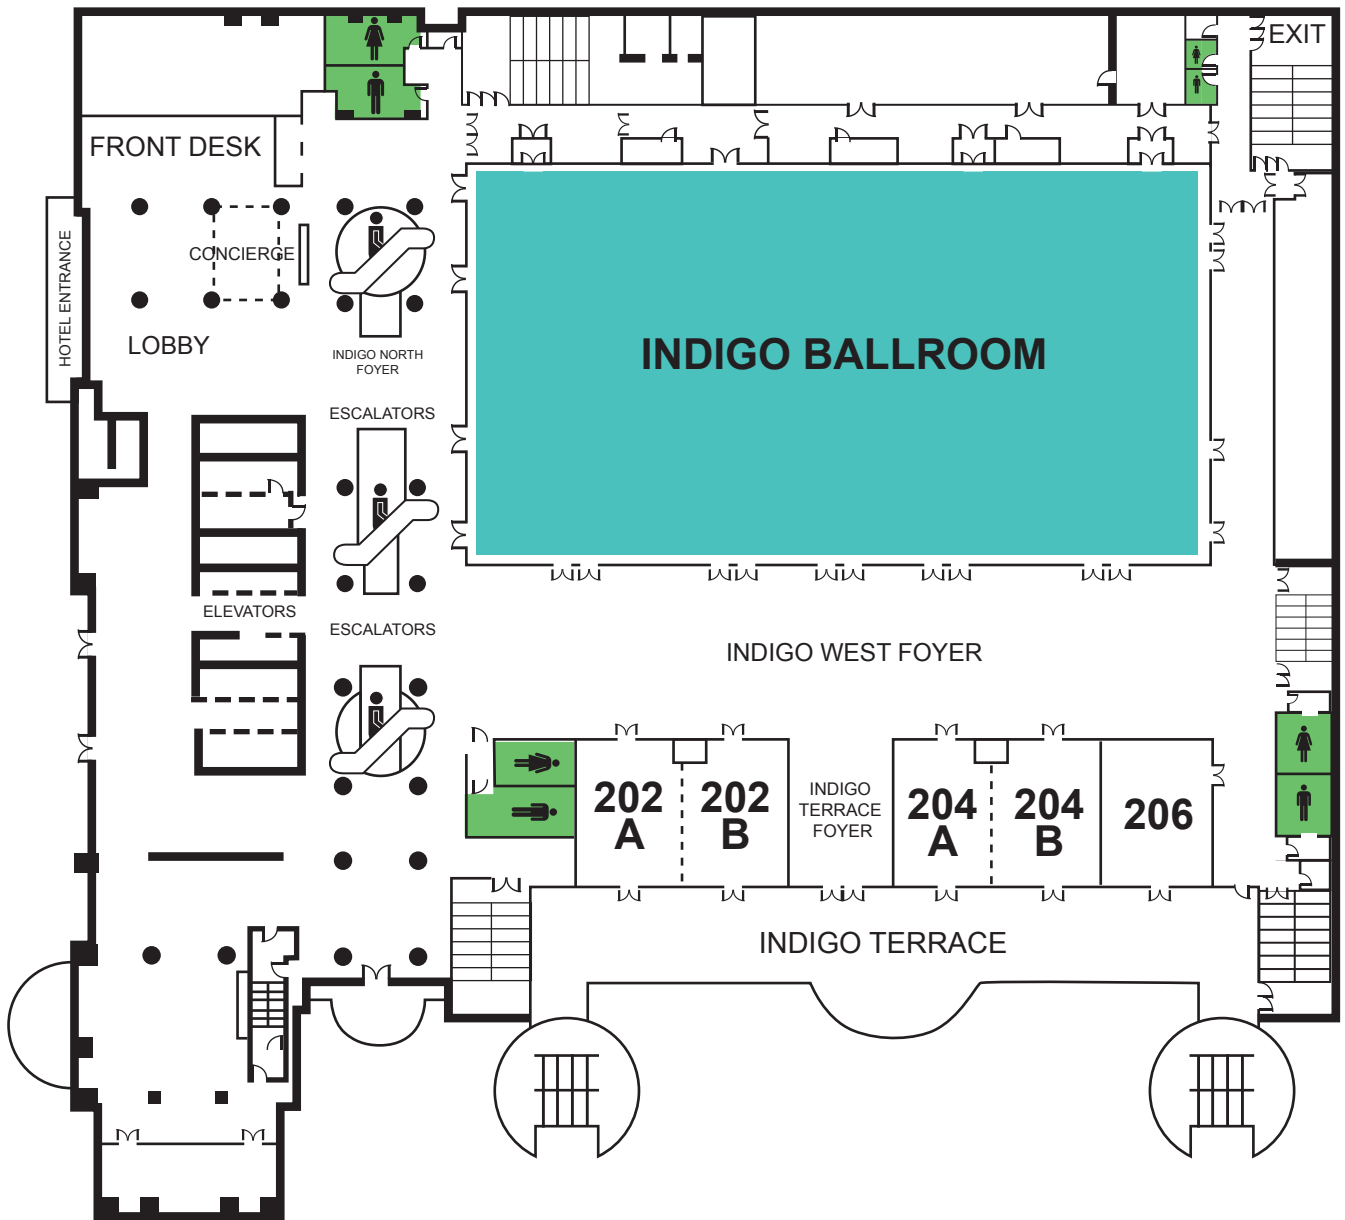 EXIT
FRONT DESK
CONCIERGE
HOTEL ENTRANCE
LOBBY
INDIGO NORTH
FOYER
INDIGO BALLROOM
ESCALATORS
ELEVATORS
ESCALATORS
INDIGO WEST FOYER
202
A
202
B
INDIGO
TERRACE
FOYER
204
A
204
B
206
INDIGO TERRACE